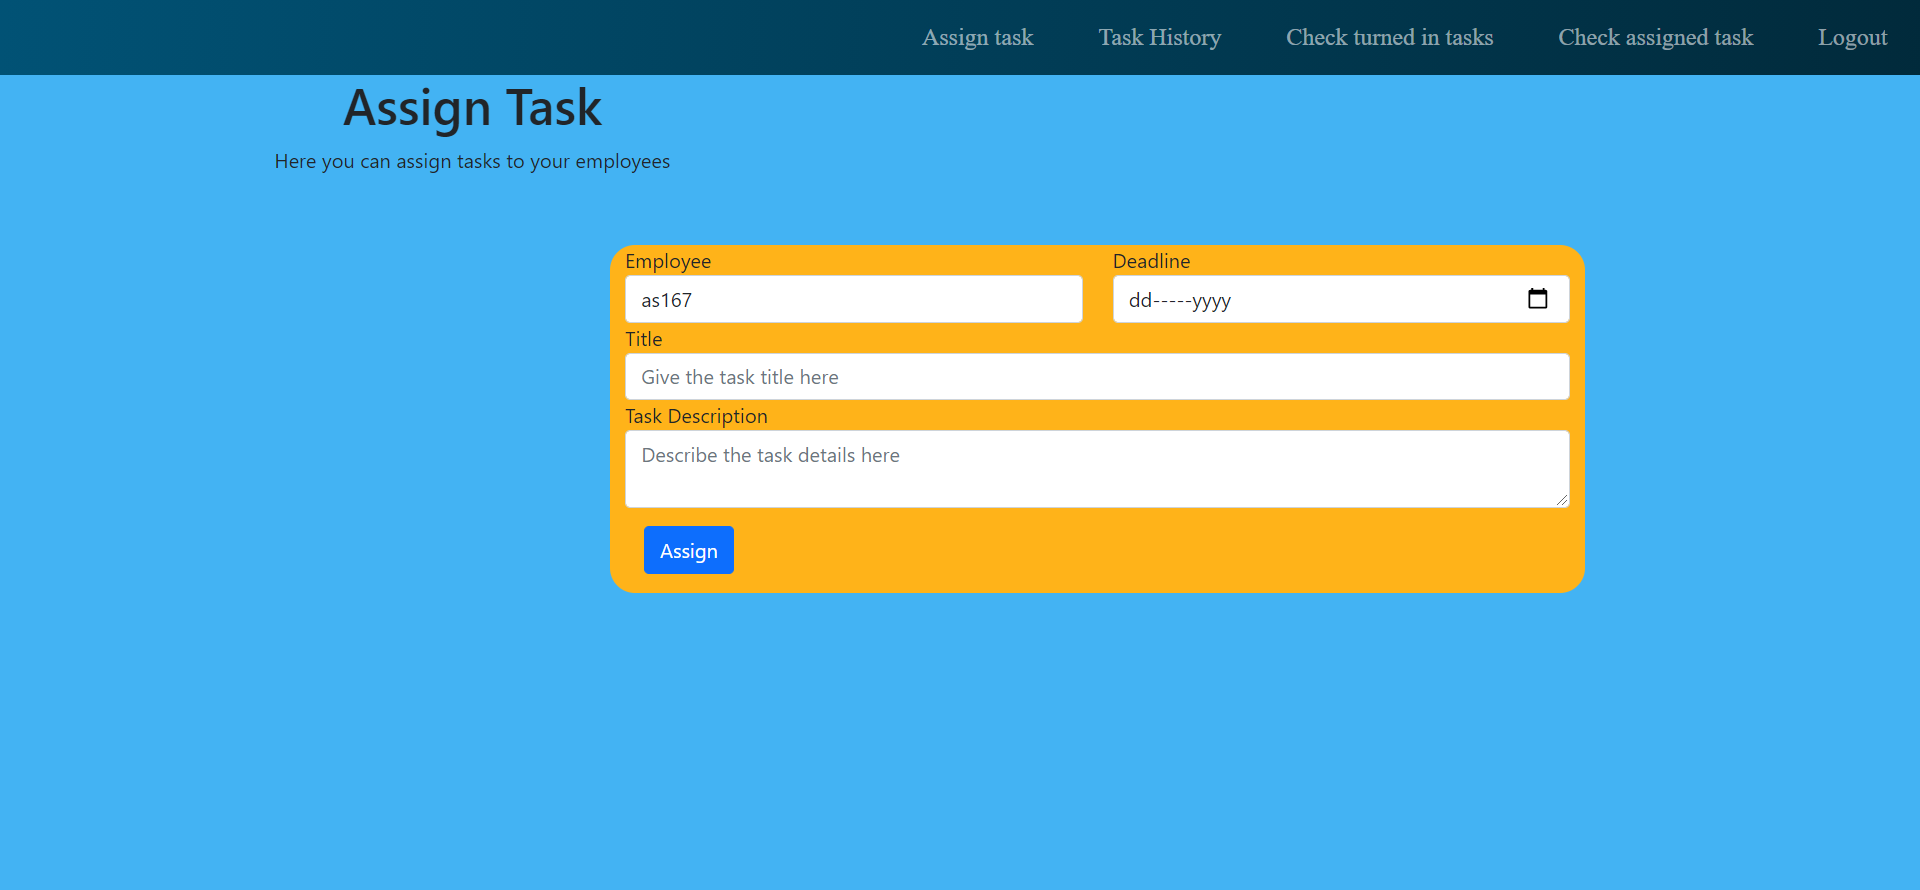 Assign task Task History Check turned in tasks Check assigned task Logout
Assign Task
Here you can assign tasks to your employees
Employee Deadline
as167 dd-----yyyy
Title
Give the task title here
Task Description
Describe the task details here
Assign